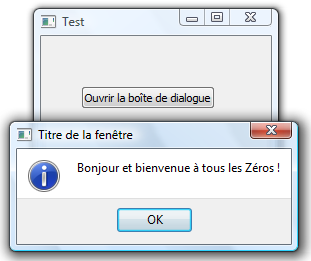 Test
Ouvrir la boîte de dialogue
Titre de la fenêtre
Bonjour et bienvenue à tous les Zéros !
OK